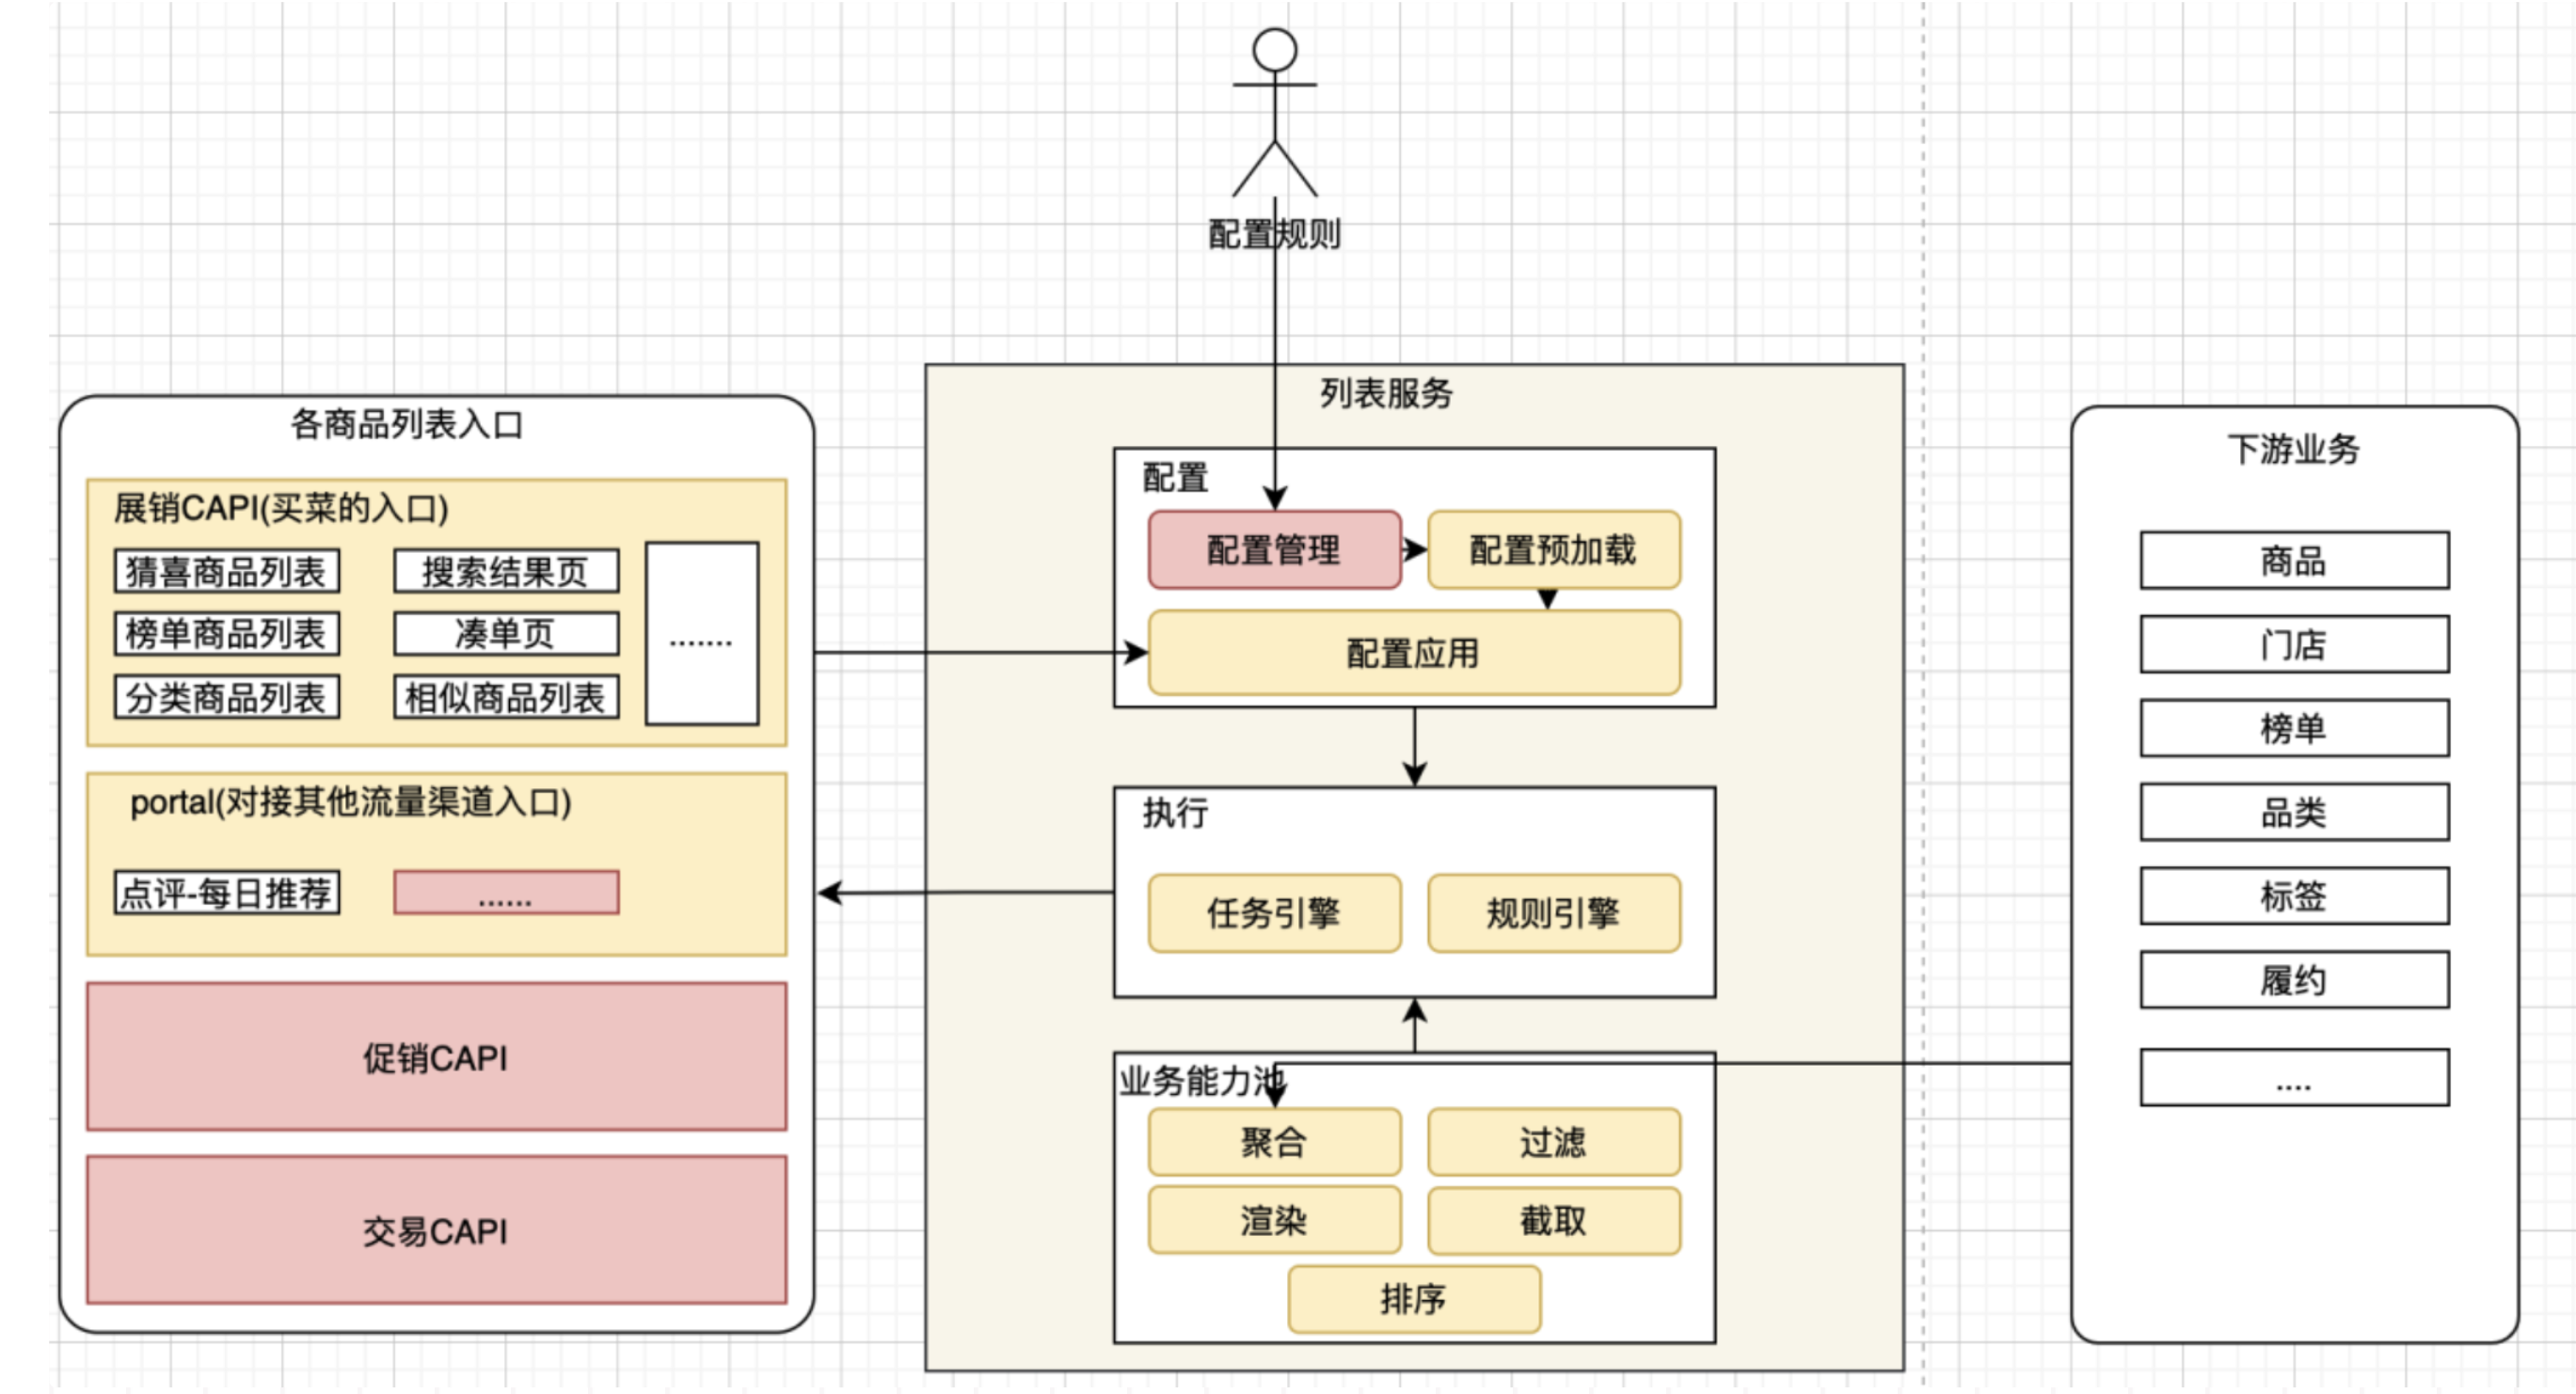 配置规则
各商品列表入口
展销CAPI(买菜的入口)
猜喜商品列表
搜索结果页
榜单商品列表
凑单页
分类商品列表
相似商品列表
.......
portal(对接其他流量渠道入口)
点评-每日推荐
......
促销CAPI
交易CAPI
列表服务
配置
配置管理
配置预加载
配置应用
执行
任务引擎
规则引擎
业务能力池
聚合
过滤
渲染
截取
排序
下游业务
商品
门店
榜单
品类
标签
履约
....